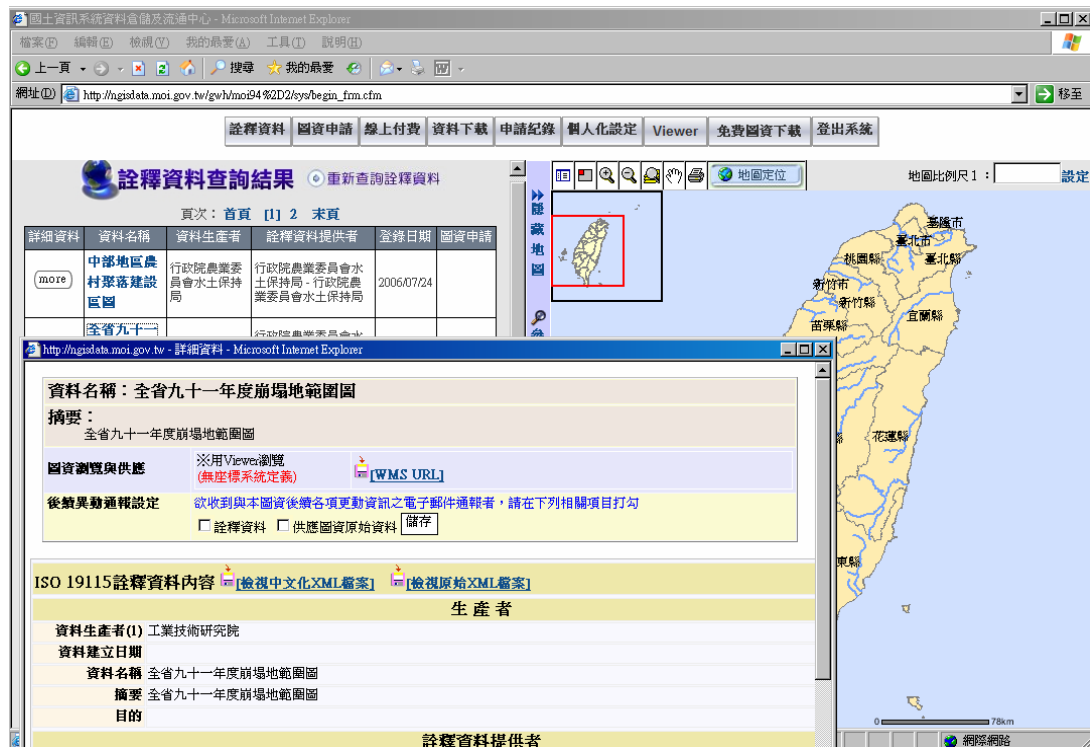 國土資訊系統資料倉儲及流通中心 - Microsoft Internet Explorer
檔案(F) 編輯(E) 檢視(V) 我的最愛(A) 工具(T) 說明(H)
上一頁 搜尋 我的最愛
網址(D) http://ngisdata.moi.gov.tw/gwh/moi94%2D2/sys/begin_frm.cfm 移至
詮釋資料 圖資申請 線上付費 資料下載 申請紀錄 個人化設定 Viewer 免費圖資下載 登出系統
詮釋資料查詢結果 重新查詢詮釋資料
頁次：首頁 [1] 2 末頁
詳細資料 資料名稱 資料生產者 詮釋資料提供者 登錄日期 圖資申請
more 中部地區農村聚落建設區圖 行政院農業委員會水土保持局 行政院農業委員會水土保持局 - 行政院農業委員會水土保持局 2006/07/24
全省九十一
行政院農業委員會水
隱藏地圖
地圖定位
地圖比例尺 1 : 設定
基隆市
臺北市
臺北縣
桃園縣
新竹市
新竹縣
宜蘭縣
苗栗縣
花蓮縣
東縣
0 78km
http://ngisdata.moi.gov.tw - 詳細資料 - Microsoft Internet Explorer
資料名稱：全省九十一年度崩塌地範圍圖
摘要：
全省九十一年度崩塌地範圍圖
圖資瀏覽與供應 ※用Viewer瀏覽 (無座標系統定義) [WMS URL]
後續異動通報設定 欲收到與本圖資後續各項更動資訊之電子郵件通報者，請在下列相關項目打勾
詮釋資料 供應圖資原始資料 儲存
ISO 19115詮釋資料內容 [檢視中文化XML檔案] [檢視原始XML檔案]
生產者
資料生產者(1) 工業技術研究院
資料建立日期
資料名稱 全省九十一年度崩塌地範圍圖
摘要 全省九十一年度崩塌地範圍圖
目的
詮釋資料提供者
網際網路